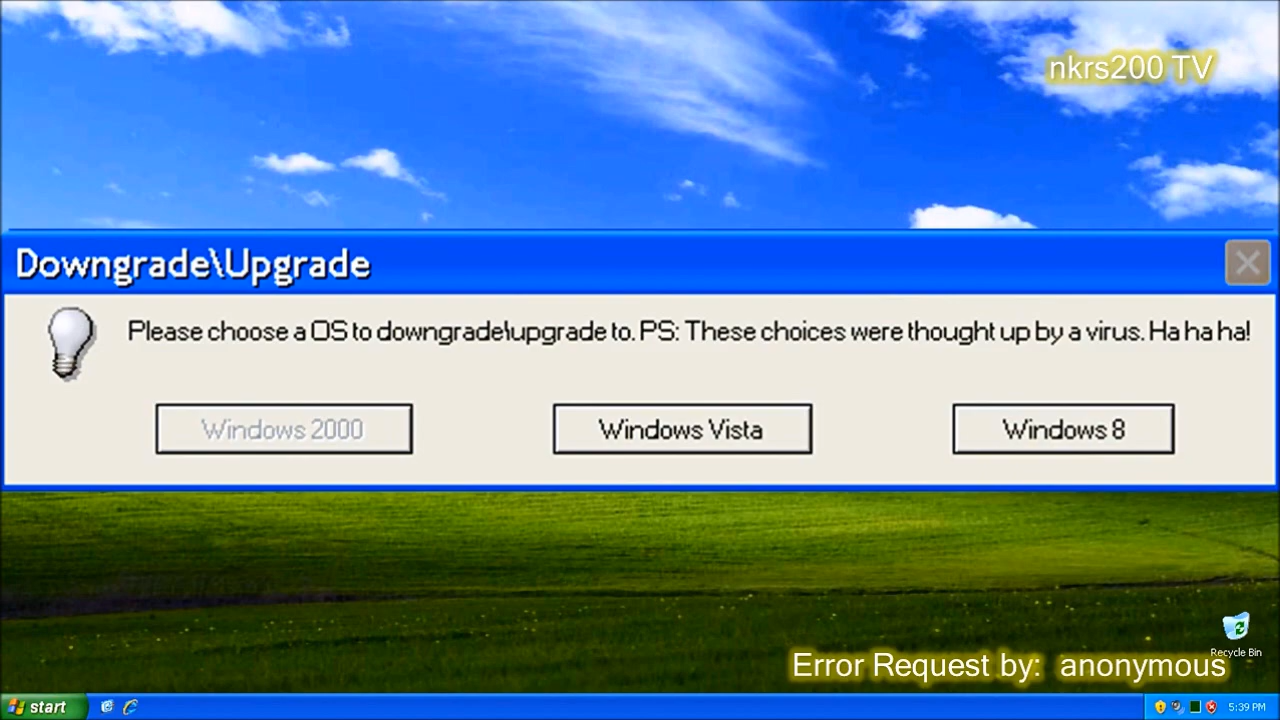 nkrs200 TV
Downgrade\Upgrade
Please choose a OS to downgrade\upgrade to. PS: These choices were thought up by a virus. Ha ha ha!
Windows 2000
Windows Vista
Windows 8
Recycle Bin
Error Request by: anonymous
start
5:39 PM